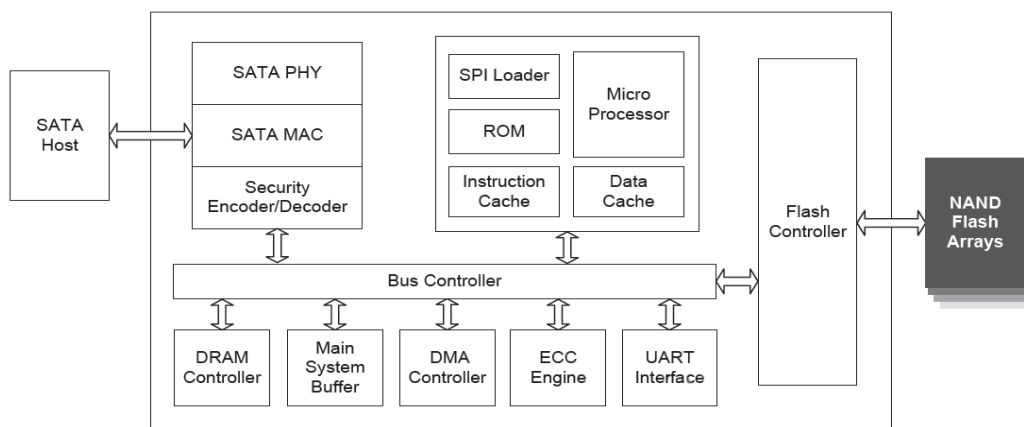 SATA
Host
SATA PHY
SATA MAC
Security
Encoder/Decoder
SPI Loader
ROM
Instruction
Cache
Micro
Processor
Data
Cache
Flash
Controller
NAND
Flash
Arrays
Bus Controller
DRAM
Controller
Main
System
Buffer
DMA
Controller
ECC
Engine
UART
Interface